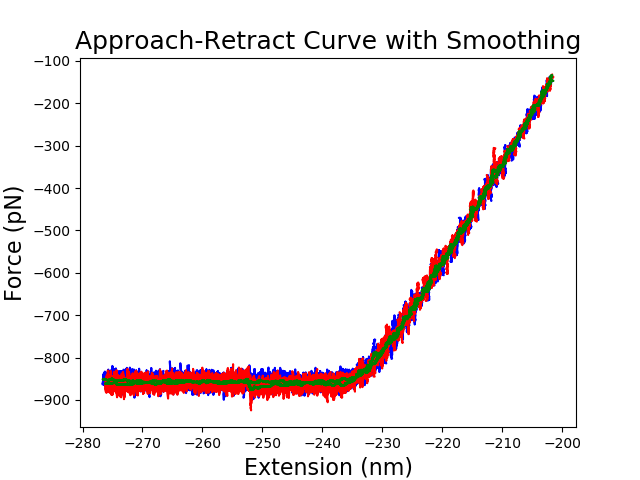 Approach-Retract Curve with Smoothing
−100
−200
−300
−400
−500
−600
−700
−800
−900
Force (pN)
−280 −270 −260 −250 −240 −230 −220 −210 −200
Extension (nm)